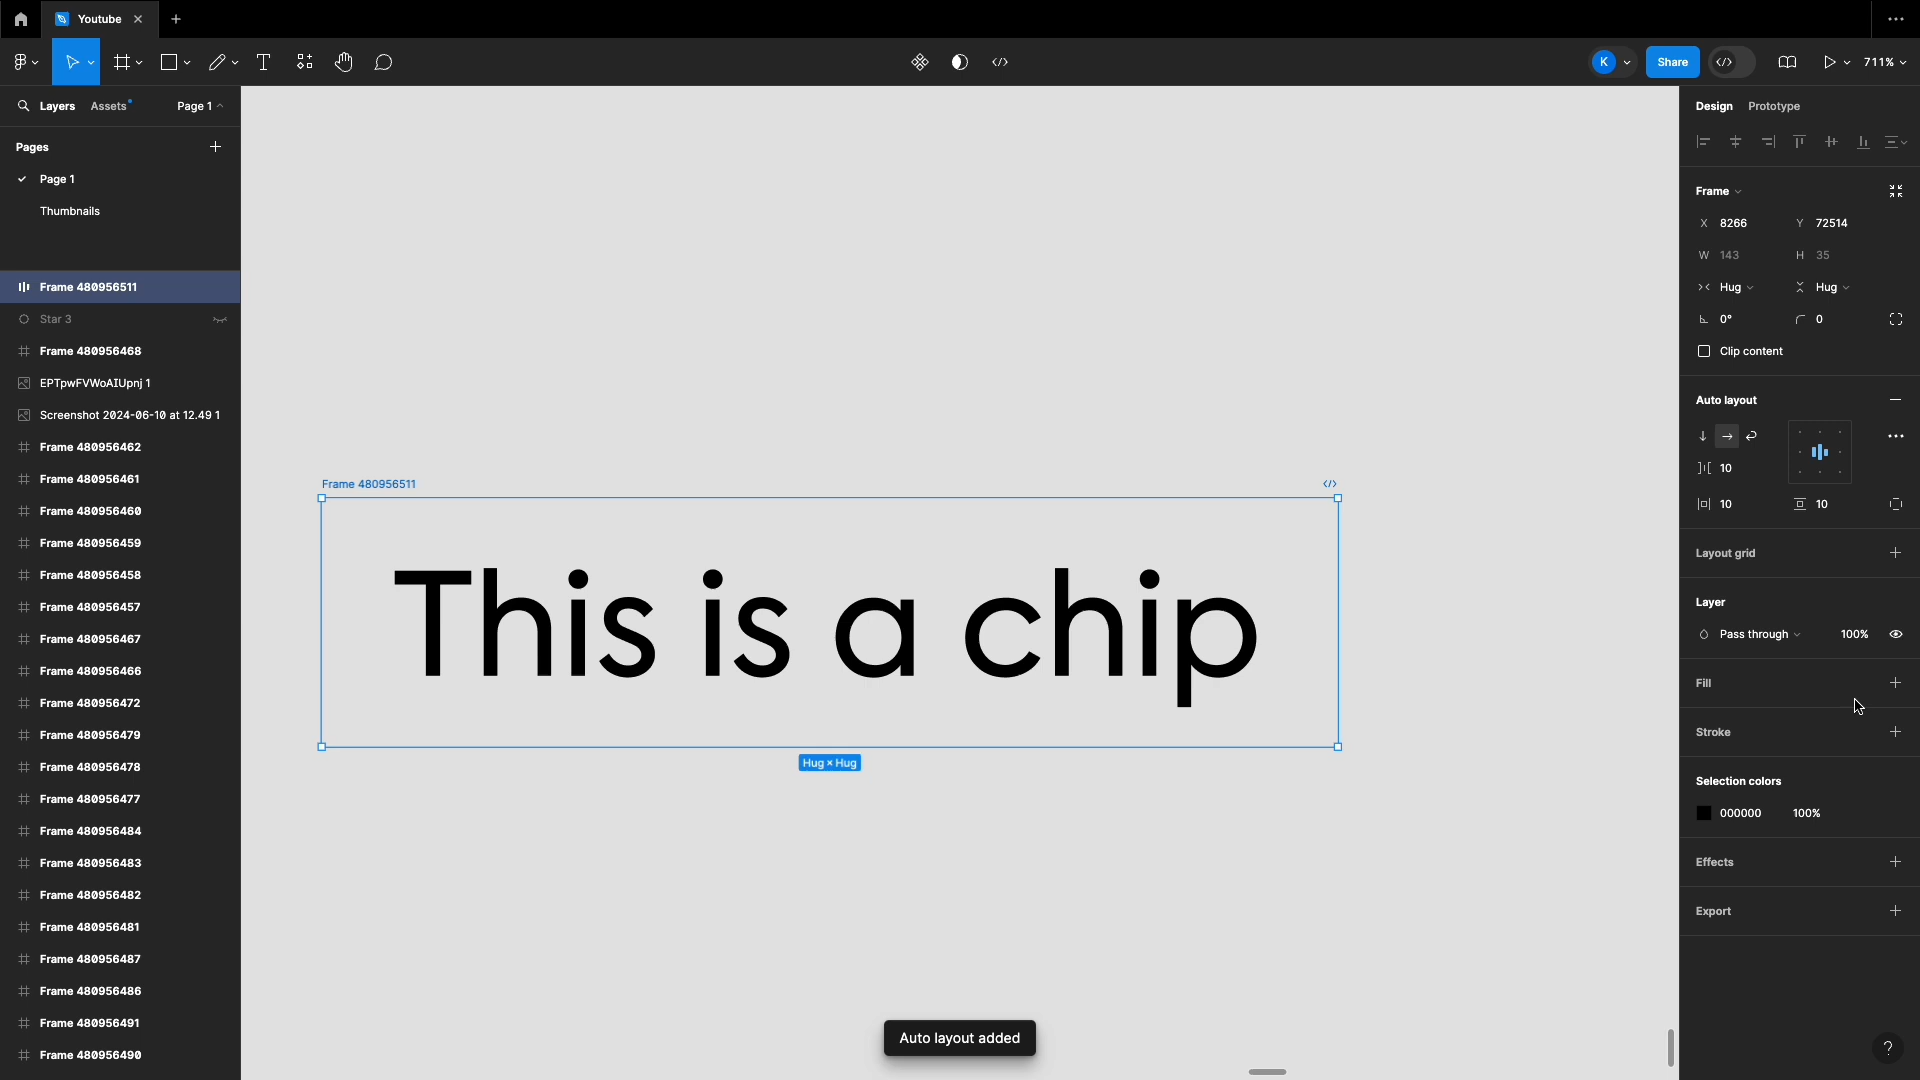 Youtube
K
Share
711%
Layers
Assets
Page 1
Pages
Page 1
Thumbnails
Frame 480956511
Star 3
Frame 480956468
EPTpwFVWoAIUpnj 1
Screenshot 2024-06-10 at 12.49 1
Frame 480956462
Frame 480956461
Frame 480956460
Frame 480956459
Frame 480956458
Frame 480956457
Frame 480956467
Frame 480956466
Frame 480956472
Frame 480956479
Frame 480956478
Frame 480956477
Frame 480956484
Frame 480956483
Frame 480956482
Frame 480956481
Frame 480956487
Frame 480956486
Frame 480956491
Frame 480956490
Frame 480956511
This is a chip
Hug × Hug
Auto layout added
Design
Prototype
Frame
X 8266
Y 72514
W 143
H 35
Hug
Hug
0°
0
Clip content
Auto layout
10
10
10
Layout grid
Layer
Pass through
100%
Fill
Stroke
Selection colors
000000
100%
Effects
Export
?